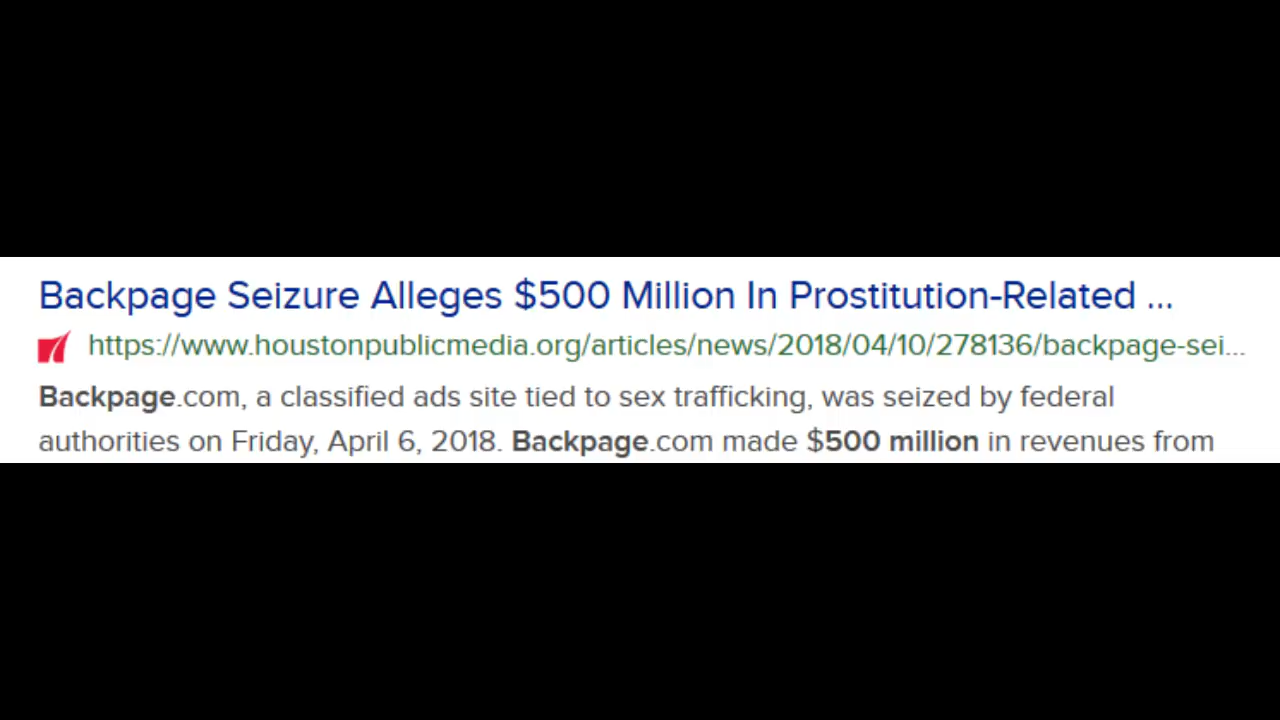 Backpage Seizure Alleges $500 Million In Prostitution-Related ...
https://www.houstonpublicmedia.org/articles/news/2018/04/10/278136/backpage-sei...
Backpage.com, a classified ads site tied to sex trafficking, was seized by federal
authorities on Friday, April 6, 2018. Backpage.com made $500 million in revenues from